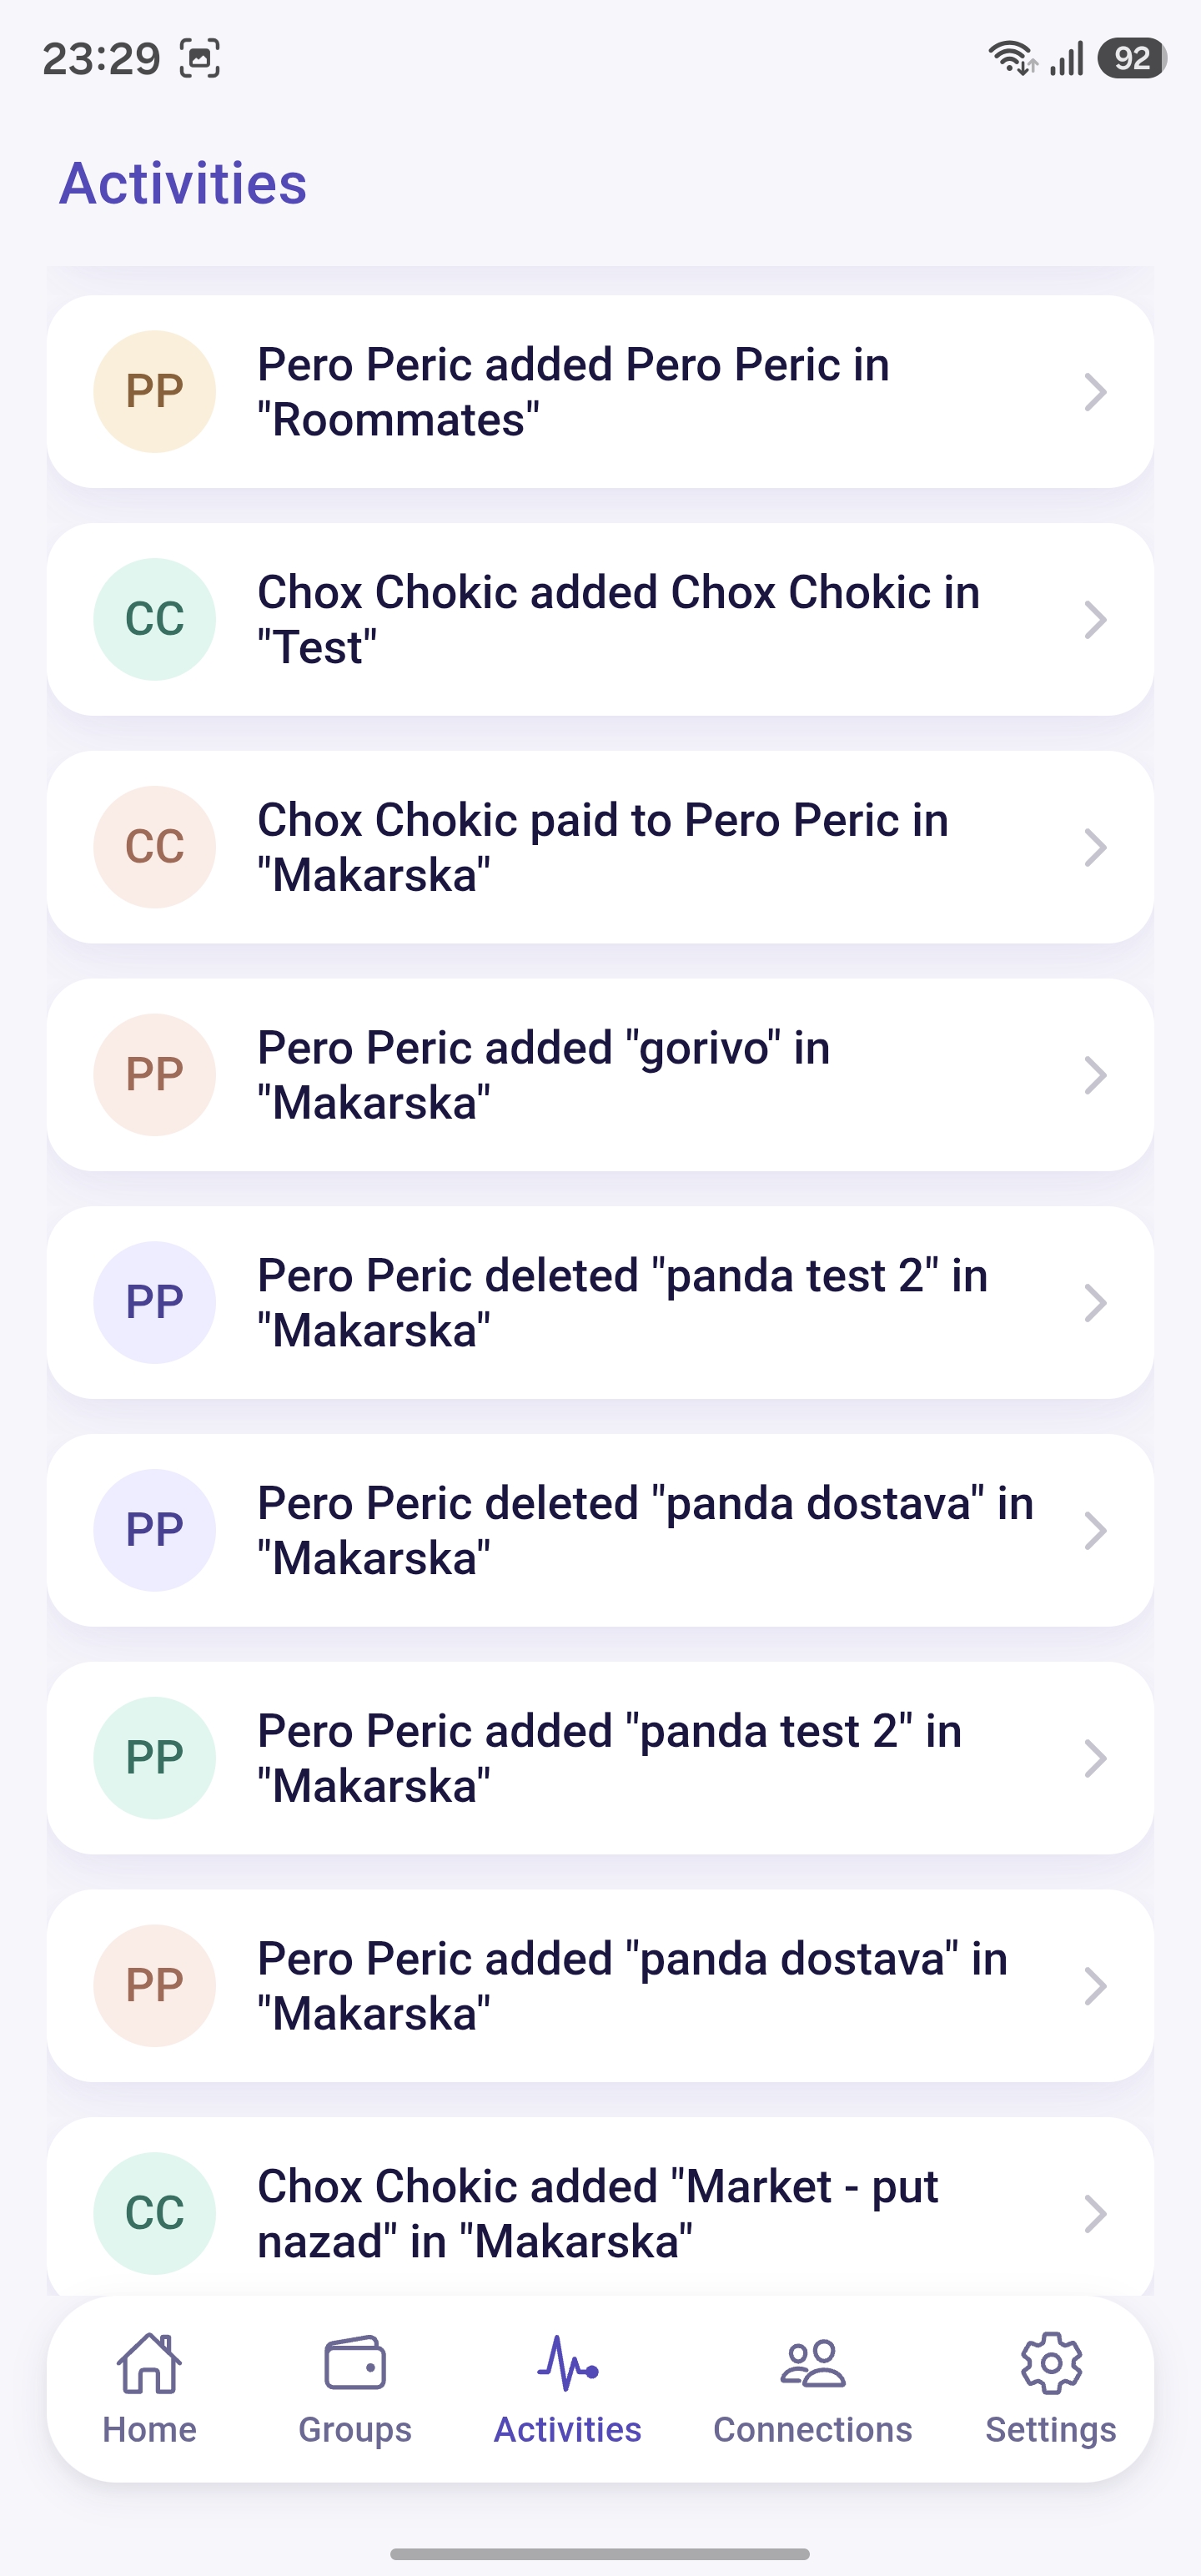 23:29
92
Activities
PP
Pero Peric added Pero Peric in
"Roommates"
CC
Chox Chokic added Chox Chokic in
"Test"
CC
Chox Chokic paid to Pero Peric in
"Makarska"
PP
Pero Peric added "gorivo" in
"Makarska"
PP
Pero Peric deleted "panda test 2" in
"Makarska"
PP
Pero Peric deleted "panda dostava" in
"Makarska"
PP
Pero Peric added "panda test 2" in
"Makarska"
PP
Pero Peric added "panda dostava" in
"Makarska"
CC
Chox Chokic added "Market - put
nazad" in "Makarska"
Home
Groups
Activities
Connections
Settings